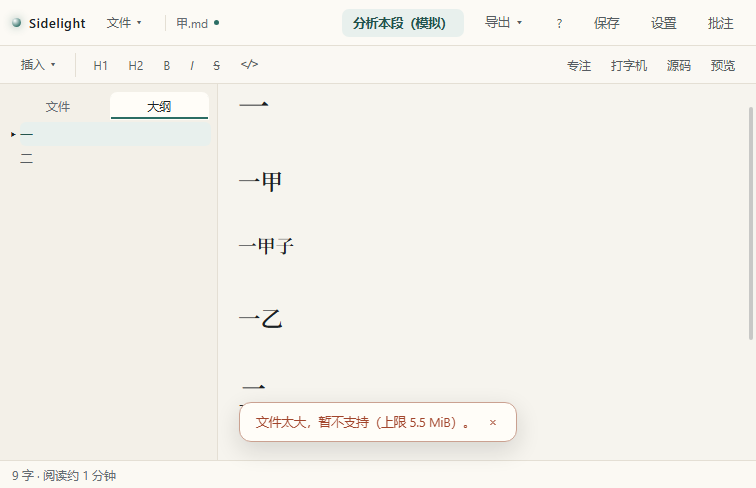 Sidelight 文件 ▾ 甲.md ● 分析本段（模拟） 导出 ▾ ? 保存 设置 批注
插入 ▾ H1 H2 B I S </> 专注 打字机 源码 预览
文件 大纲
▸ 一
二
一
一甲
一甲子
一乙
文件太大，暂不支持（上限 5.5 MiB）。 ×
9 字 · 阅读约 1 分钟